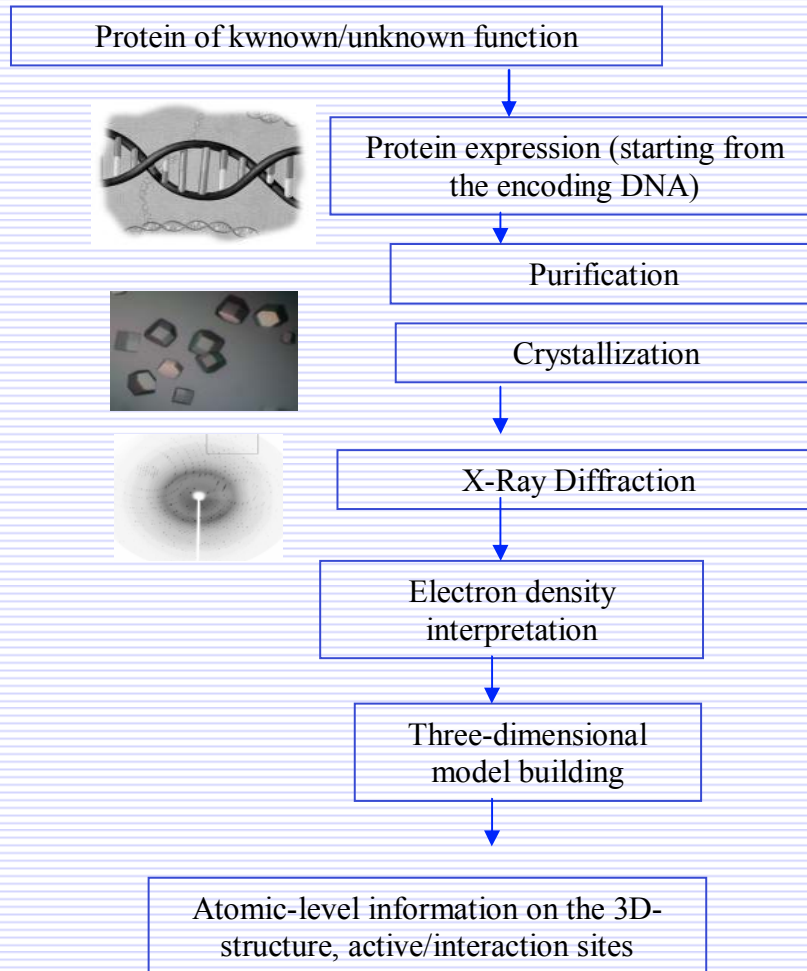 Protein of kwnown/unknown function
Protein expression (starting from
the encoding DNA)
Purification
Crystallization
X-Ray Diffraction
Electron density
interpretation
Three-dimensional
model building
Atomic-level information on the 3D-
structure, active/interaction sites